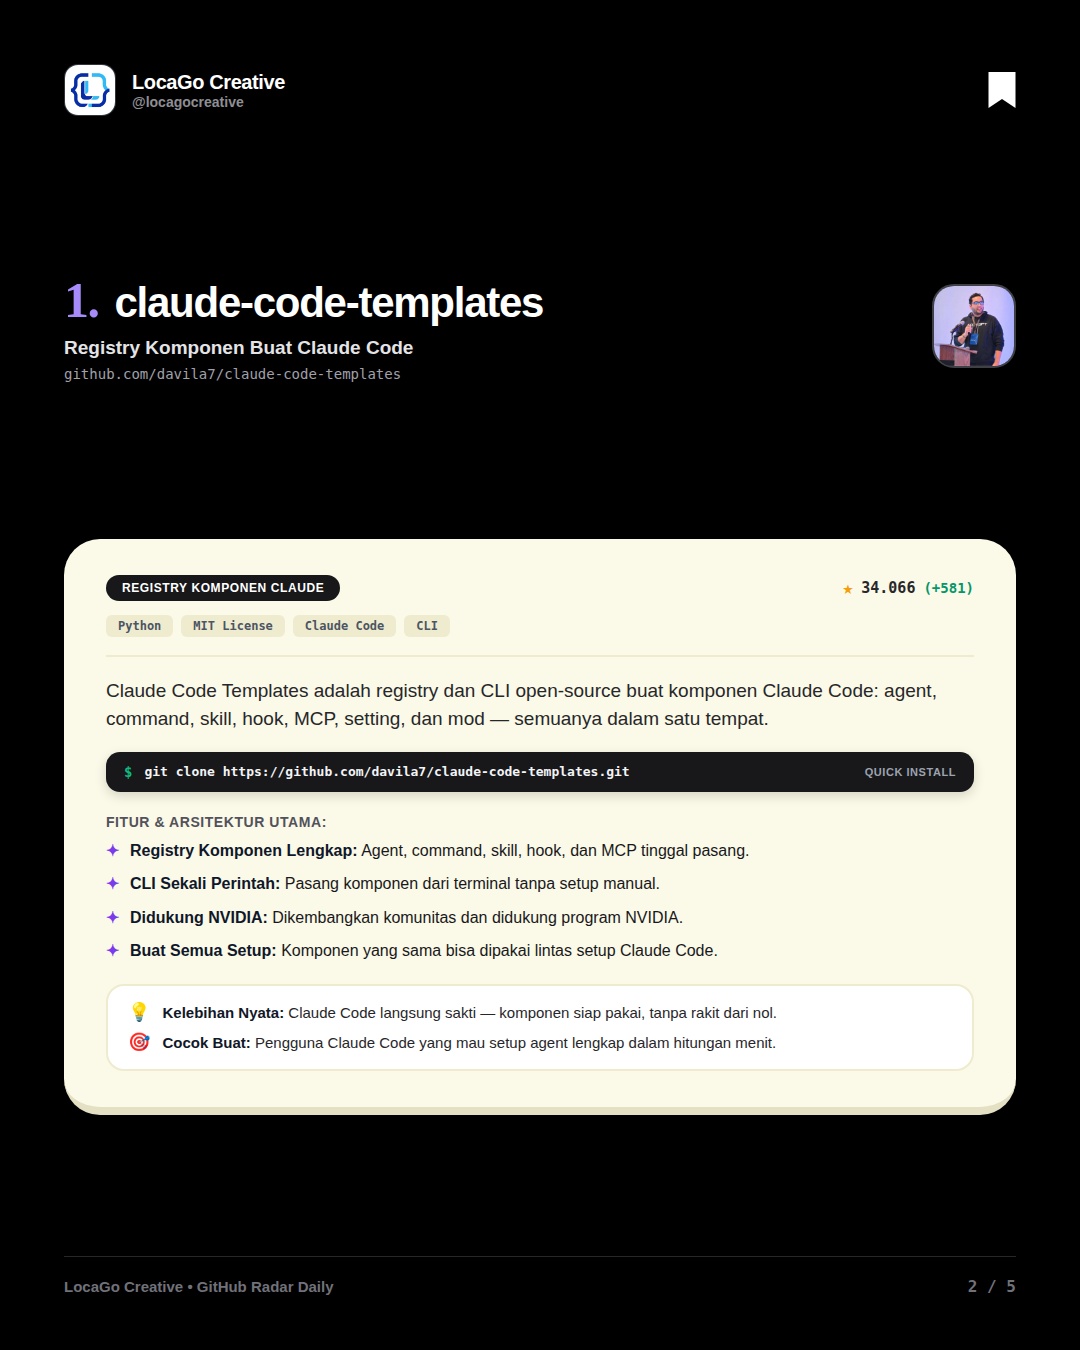 LocaGo Creative
@locagocreative
1. claude-code-templates
Registry Komponen Buat Claude Code
github.com/davila7/claude-code-templates
REGISTRY KOMPONEN CLAUDE
★ 34.066 (+581)
Python MIT License Claude Code CLI
Claude Code Templates adalah registry dan CLI open-source buat komponen Claude Code: agent,
command, skill, hook, MCP, setting, dan mod — semuanya dalam satu tempat.
$ git clone https://github.com/davila7/claude-code-templates.git
QUICK INSTALL
FITUR & ARSITEKTUR UTAMA:
✦ Registry Komponen Lengkap: Agent, command, skill, hook, dan MCP tinggal pasang.
✦ CLI Sekali Perintah: Pasang komponen dari terminal tanpa setup manual.
✦ Didukung NVIDIA: Dikembangkan komunitas dan didukung program NVIDIA.
✦ Buat Semua Setup: Komponen yang sama bisa dipakai lintas setup Claude Code.
💡 Kelebihan Nyata: Claude Code langsung sakti — komponen siap pakai, tanpa rakit dari nol.
🎯 Cocok Buat: Pengguna Claude Code yang mau setup agent lengkap dalam hitungan menit.
LocaGo Creative • GitHub Radar Daily
2 / 5